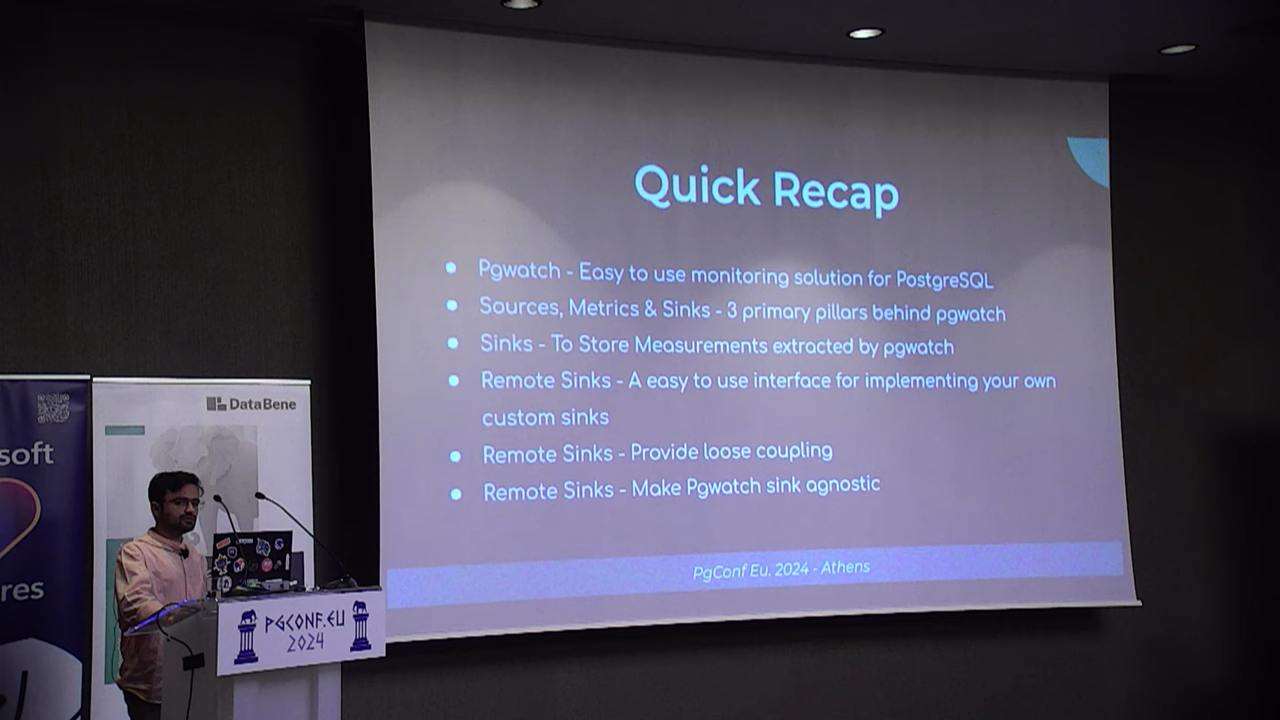 Quick Recap
Pgwatch - Easy to use monitoring solution for PostgreSQL
Sources, Metrics & Sinks - 3 primary pillars behind pgwatch
Sinks - To Store Measurements extracted by pgwatch
Remote Sinks - A easy to use interface for implementing your own
custom sinks
Remote Sinks - Provide loose coupling
Remote Sinks - Make Pgwatch sink agnostic
PgConf Eu. 2024 - Athens
DataBene
soft
res
PGCONF.EU
2024